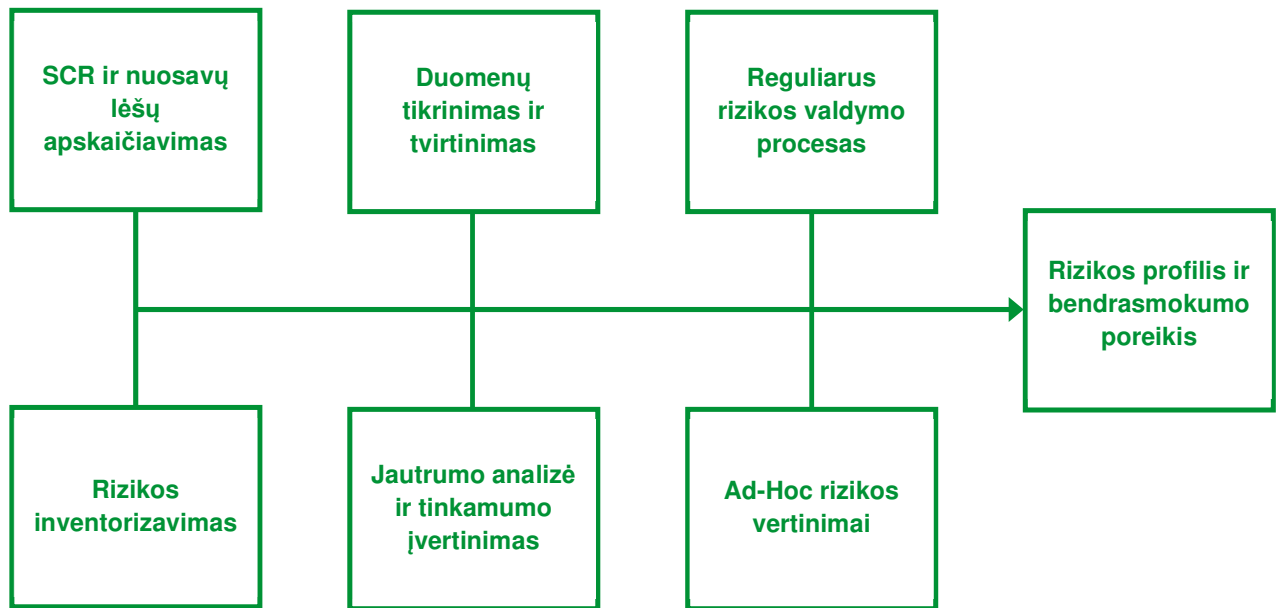 SCR ir nuosavų
lėšų
apskaičiavimas
Duomenų
tikrinimas ir
tvirtinimas
Reguliarus
rizikos valdymo
procesas
Rizikos profilis ir
bendrasmokumo
poreikis
Rizikos
inventorizavimas
Jautrumo analizė
ir tinkamumo
įvertinimas
Ad-Hoc rizikos
vertinimai